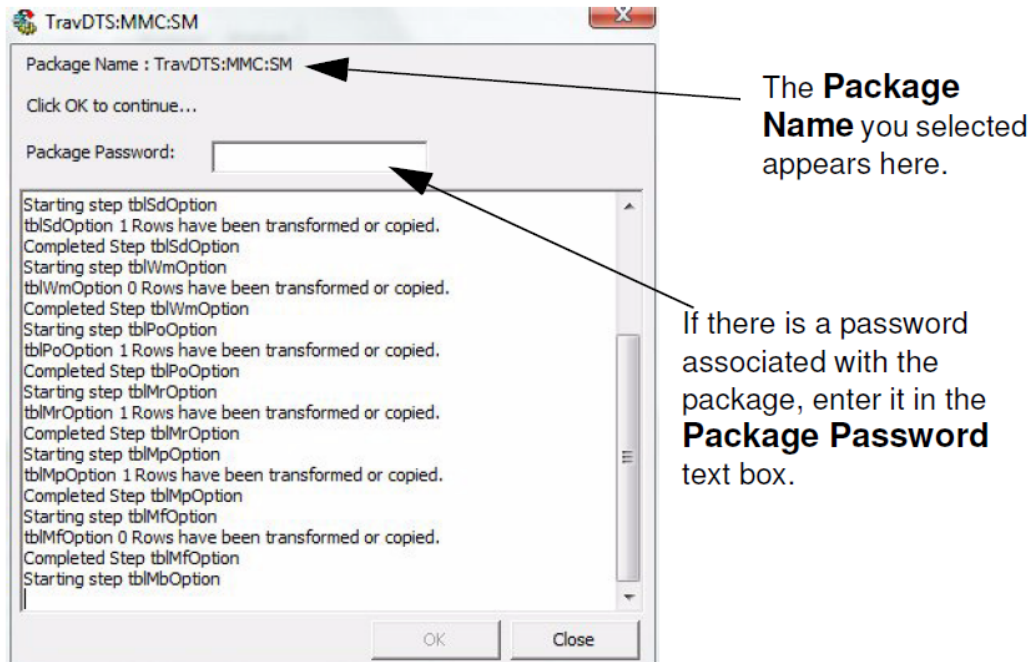 TravDTS:MMC:SM
Package Name : TravDTS:MMC:SM
Click OK to continue...
Package Password:
Starting step tblSdOption
tblSdOption 1 Rows have been transformed or copied.
Completed Step tblSdOption
Starting step tblWmOption
tblWmOption 0 Rows have been transformed or copied.
Completed Step tblWmOption
Starting step tblPoOption
tblPoOption 1 Rows have been transformed or copied.
Completed Step tblPoOption
Starting step tblMrOption
tblMrOption 1 Rows have been transformed or copied.
Completed Step tblMrOption
Starting step tblMpOption
tblMpOption 1 Rows have been transformed or copied.
Completed Step tblMpOption
Starting step tblMfOption
tblMfOption 0 Rows have been transformed or copied.
Completed Step tblMfOption
Starting step tblMbOption
OK
Close
The Package
Name you selected
appears here.
If there is a password
associated with the
package, enter it in the
Package Password
text box.